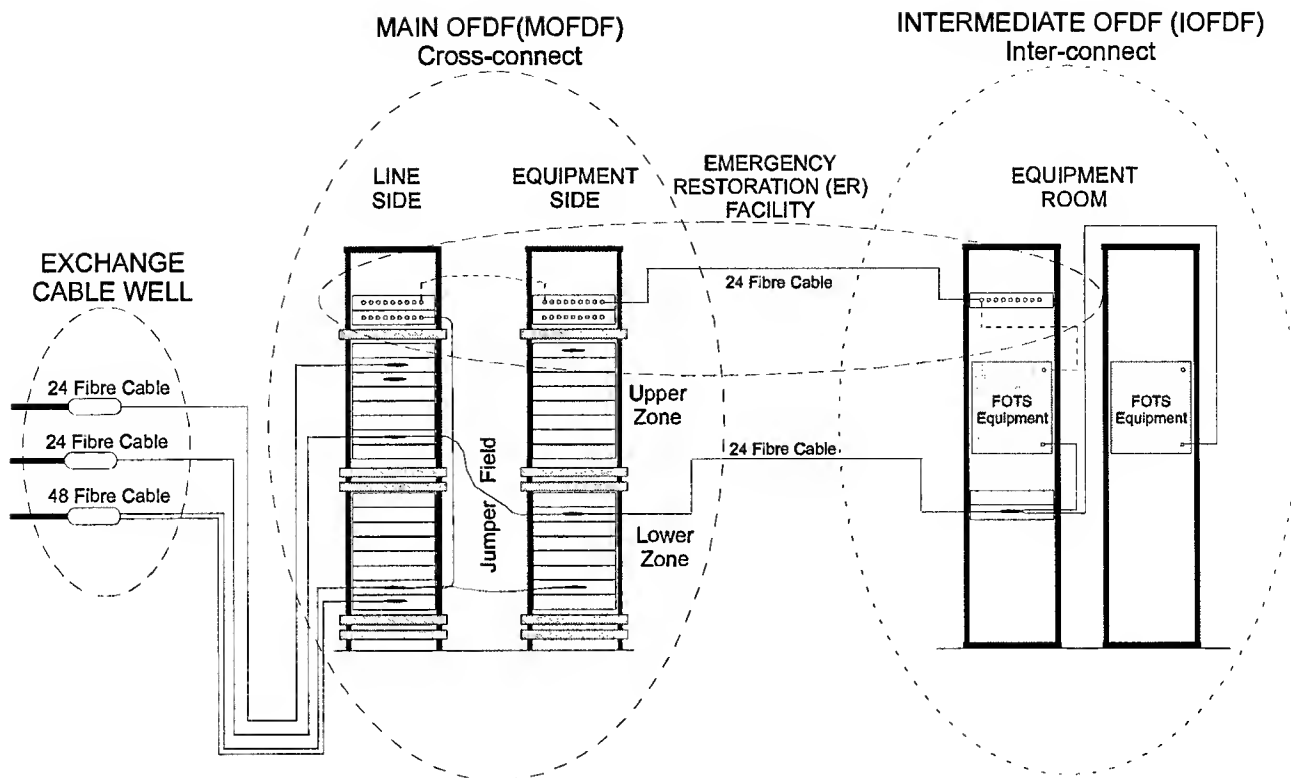 MAIN OFDF(MOFDF)
Cross-connect
INTERMEDIATE OFDF (IOFDF)
Inter-connect
LINE
SIDE
EQUIPMENT
SIDE
EMERGENCY
RESTORATION (ER)
FACILITY
EQUIPMENT
ROOM
EXCHANGE
CABLE WELL
24 Fibre Cable
24 Fibre Cable
24 Fibre Cable
48 Fibre Cable
Upper
Zone
Jumper Field
24 Fibre Cable
Lower
Zone
FOTS
Equipment
FOTS
Equipment